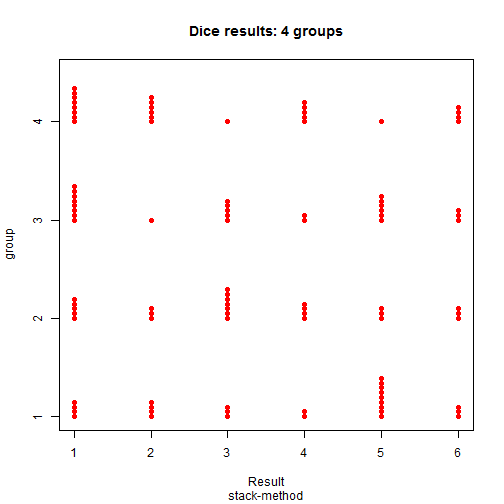 Dice results: 4 groups
group
4
3
2
1
1 2 3 4 5 6
Result
stack-method